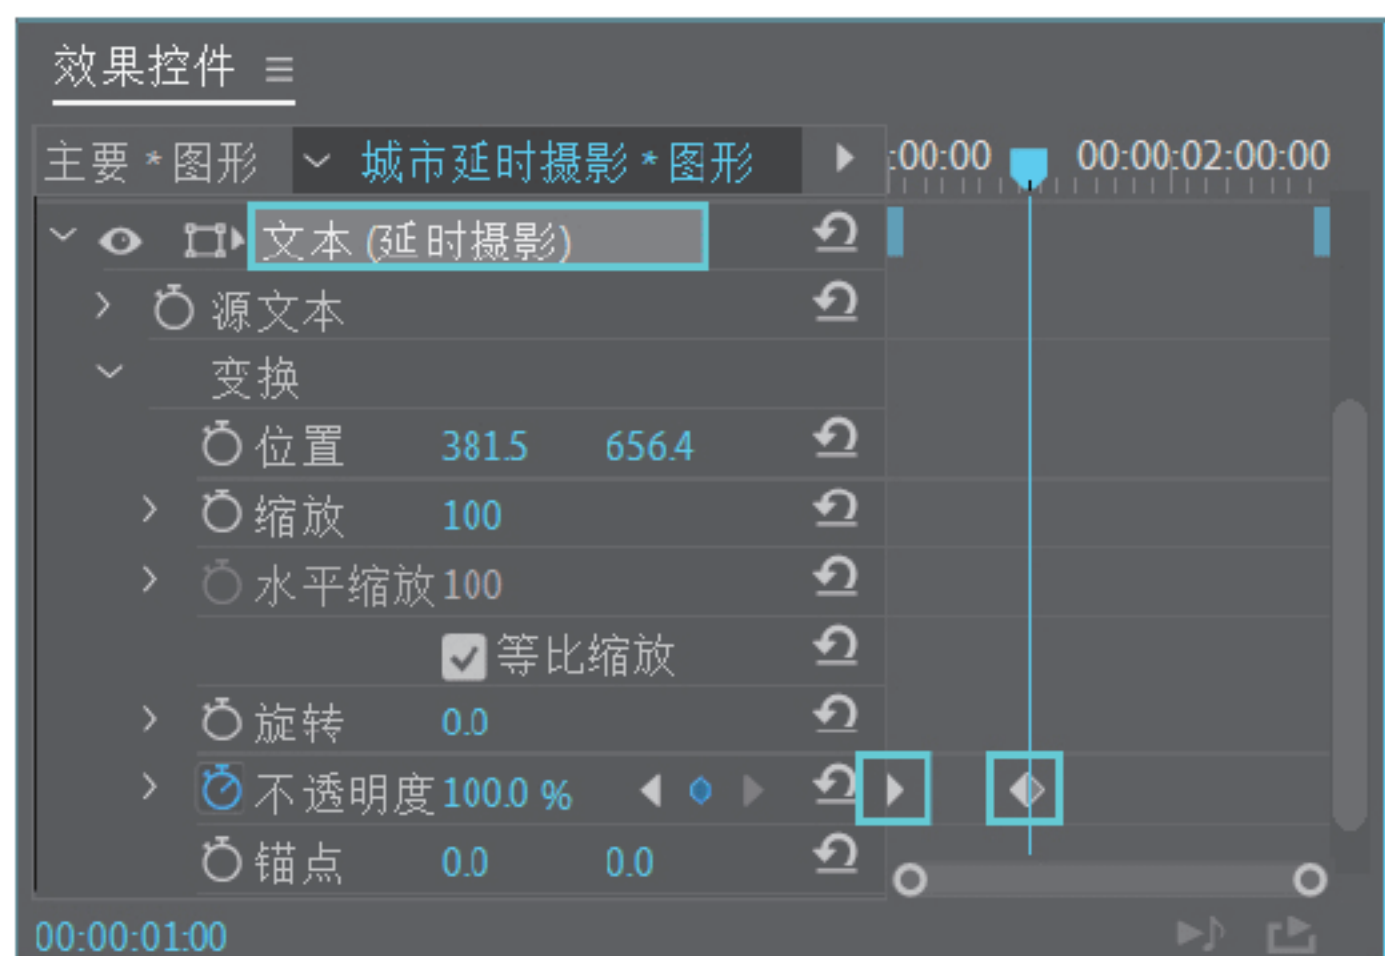 效果控件
主要*图形 城市延时摄影*图形 :00:00 00:00:02:00:00
文本 (延时摄影)
源文本
变换
位置 381.5 656.4
缩放 100
水平缩放 100
等比缩放
旋转 0.0
不透明度 100.0 %
锚点 0.0 0.0
00:00:01:00